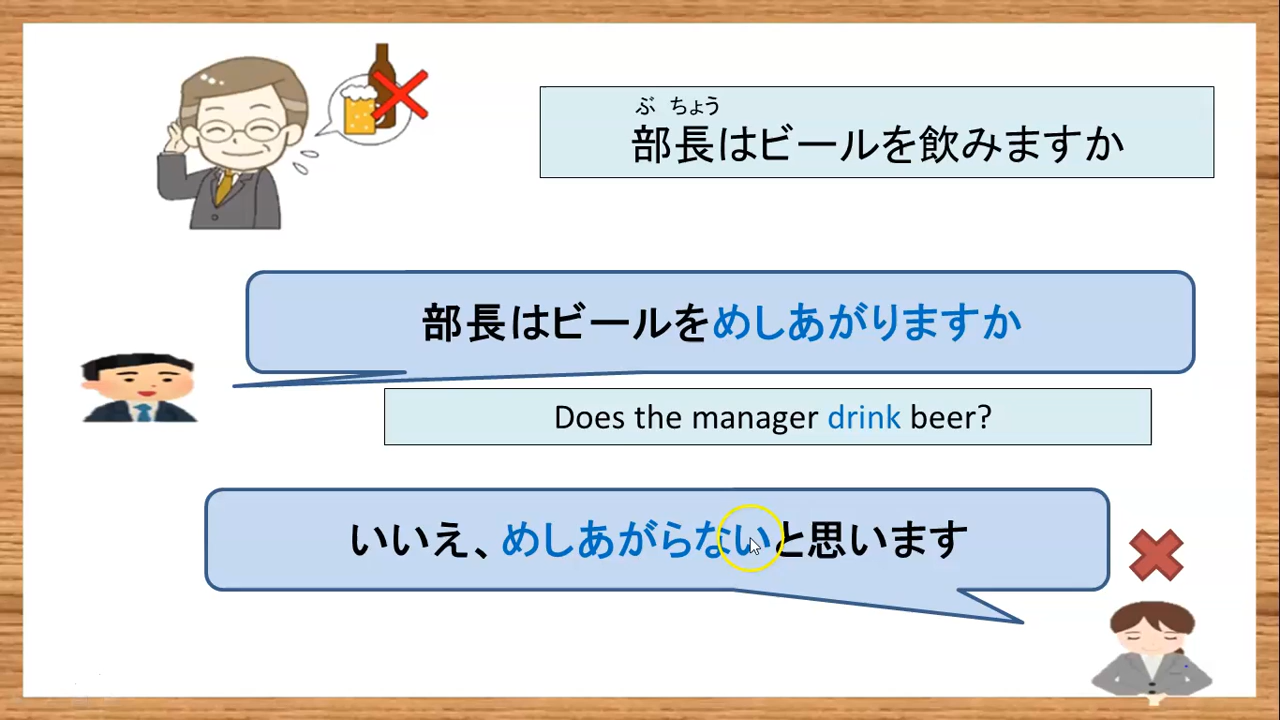 ぶ ちょう
部長はビールを飲みますか
部長はビールをめしあがりますか
Does the manager drink beer?
いいえ、めしあがらないと思います